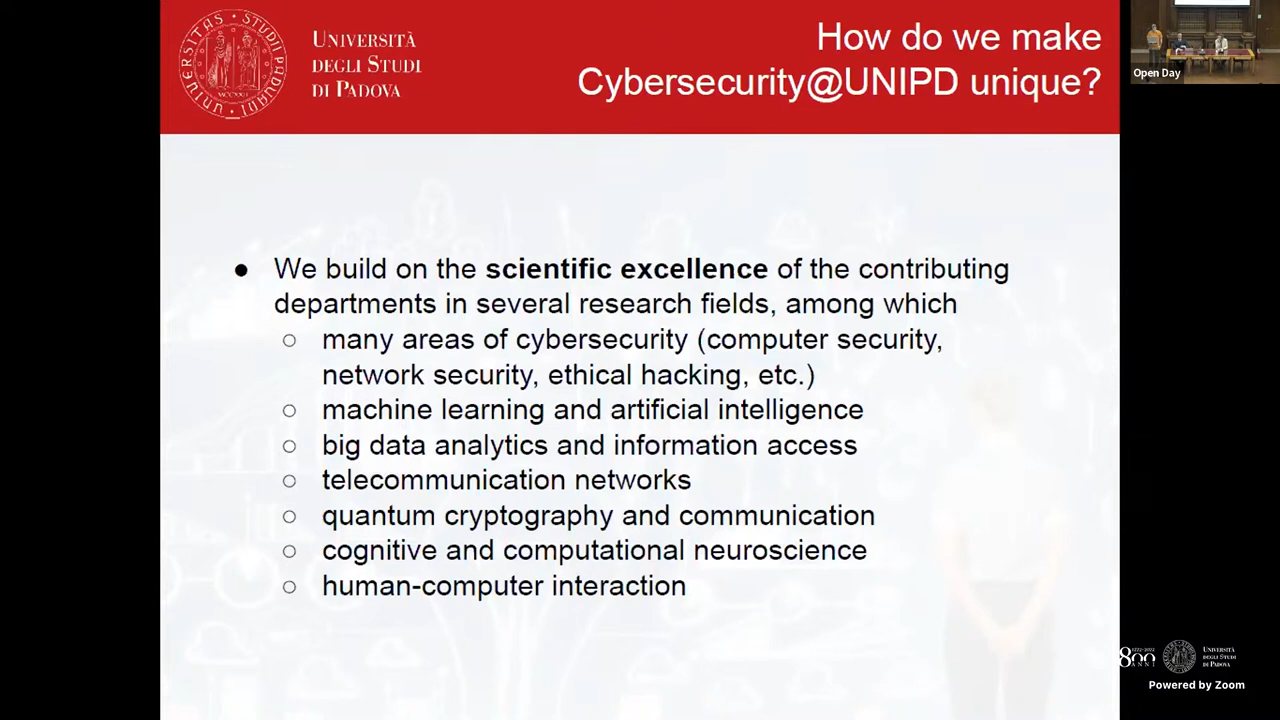 UNIVERSITÀ
DEGLI STUDI
DI PADOVA
How do we make
Cybersecurity@UNIPD unique?
Open Day
● We build on the scientific excellence of the contributing
departments in several research fields, among which
○ many areas of cybersecurity (computer security,
network security, ethical hacking, etc.)
○ machine learning and artificial intelligence
○ big data analytics and information access
○ telecommunication networks
○ quantum cryptography and communication
○ cognitive and computational neuroscience
○ human-computer interaction
800
ANNI
UNIVERSITÀ
DEGLI STUDI
DI PADOVA
Powered by Zoom